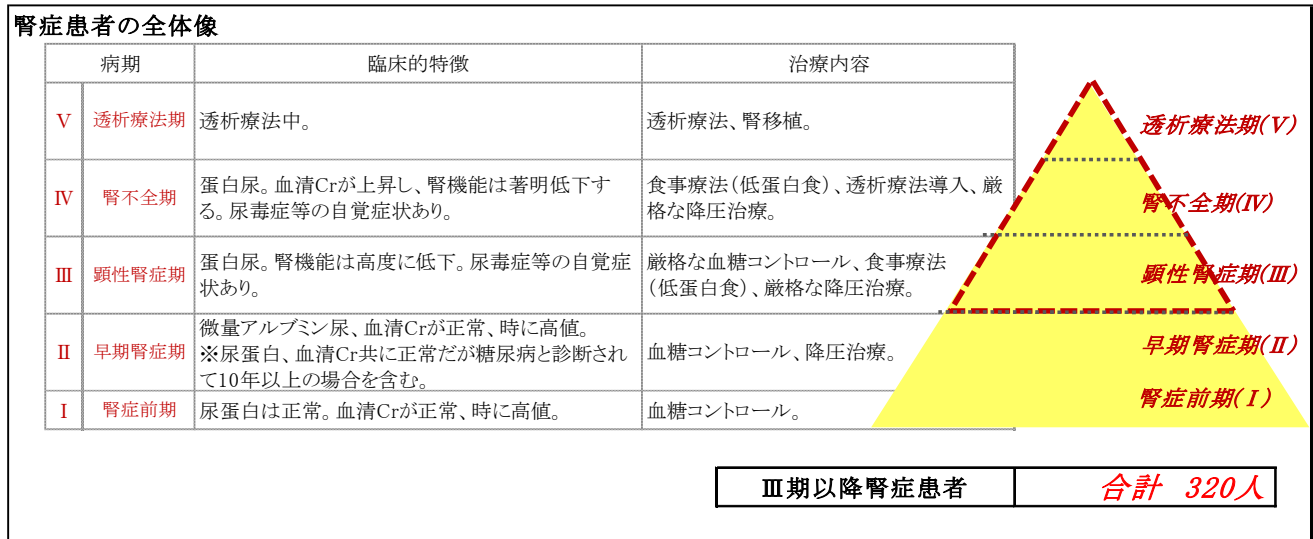 腎症患者の全体像
病期 臨床的特徴 治療内容
Ⅴ 透析療法期 透析療法中。 透析療法、腎移植。
Ⅳ 腎不全期 蛋白尿。血清Crが上昇し、腎機能は著明低下す
る。尿毒症等の自覚症状あり。
食事療法(低蛋白食)、透析療法導入、厳
格な降圧治療。
Ⅲ 顕性腎症期 蛋白尿。腎機能は高度に低下。尿毒症等の自覚症
状あり。
厳格な血糖コントロール、食事療法
(低蛋白食)、厳格な降圧治療。
Ⅱ 早期腎症期 微量アルブミン尿、血清Crが正常、時に高値。
※尿蛋白、血清Cr共に正常だが糖尿病と診断され
て10年以上の場合を含む。
血糖コントロール、降圧治療。
Ⅰ 腎症前期 尿蛋白は正常。血清Crが正常、時に高値。 血糖コントロール。
透析療法期(Ⅴ)
腎不全期(Ⅳ)
顕性腎症期(Ⅲ)
早期腎症期(Ⅱ)
腎症前期(Ⅰ)
Ⅲ期以降腎症患者 合計 320人